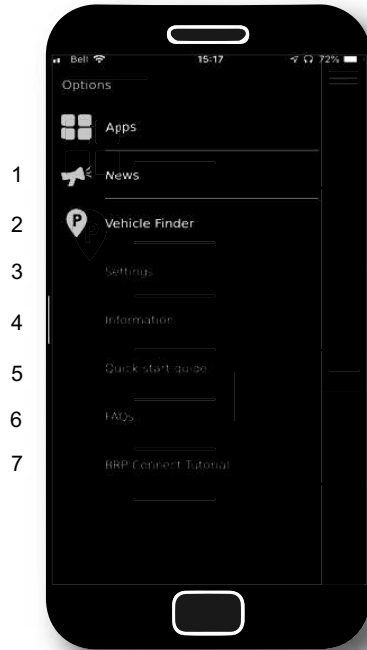 Bell 15:17 72%
Options
Apps
1 News
2 P Vehicle Finder
3 Settings
4 Information
5 Quick start guide
6 FAQs
7 BRP Connect Tutorial